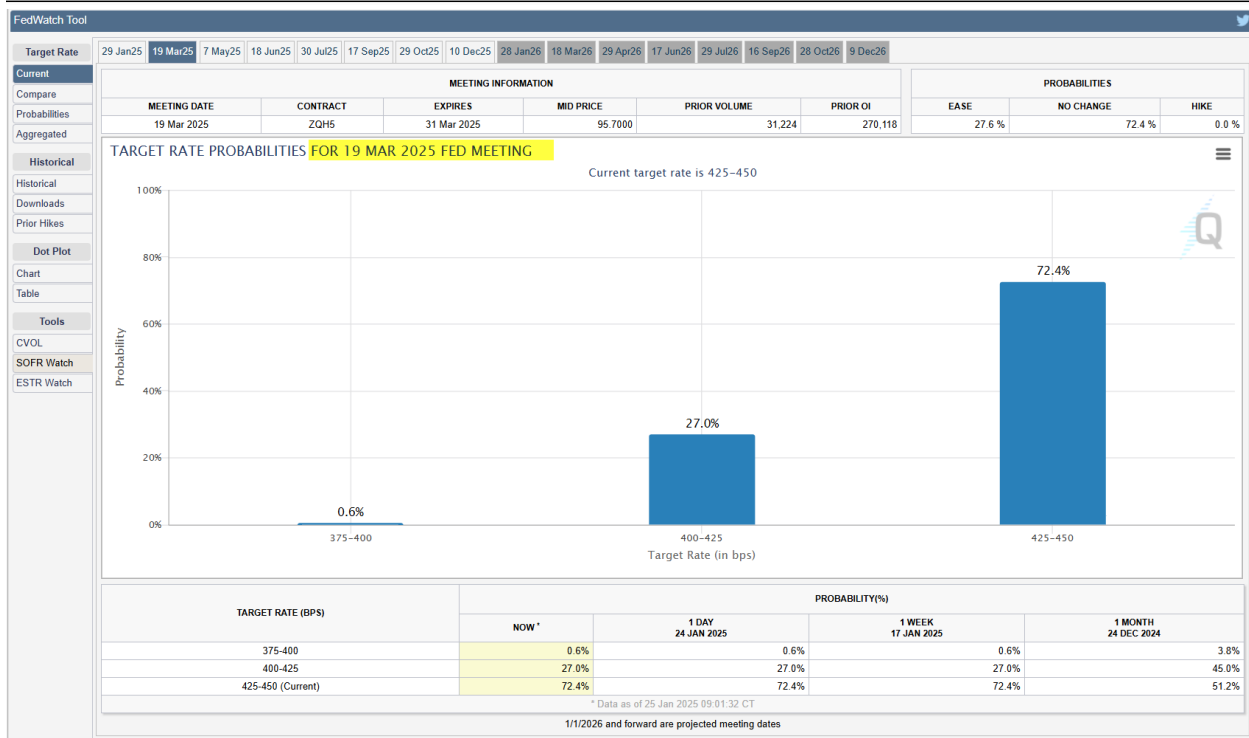 FedWatch Tool
Target Rate
Current
Compare
Probabilities
Aggregated
Historical
Historical
Downloads
Prior Hikes
Dot Plot
Chart
Table
Tools
CVOL
SOFR Watch
ESTR Watch
29 Jan25 19 Mar25 7 May25 18 Jun25 30 Jul25 17 Sep25 29 Oct25 10 Dec25 28 Jan26 18 Mar26 29 Apr26 17 Jun26 29 Jul26 16 Sep26 28 Oct26 9 Dec26
MEETING INFORMATION
MEETING DATE CONTRACT EXPIRES MID PRICE PRIOR VOLUME PRIOR OI
19 Mar 2025 ZQH5 31 Mar 2025 95.7000 31,224 270,118
PROBABILITIES
EASE NO CHANGE HIKE
27.6 % 72.4 % 0.0 %
TARGET RATE PROBABILITIES FOR 19 MAR 2025 FED MEETING
Current target rate is 425-450
Q
Probability
100%
80%
60%
40%
20%
0%
0.6%
27.0%
72.4%
375-400 400-425 425-450
Target Rate (in bps)
TARGET RATE (BPS) PROBABILITY(%)
NOW * 1 DAY 1 WEEK 1 MONTH
24 JAN 2025 17 JAN 2025 24 DEC 2024
375-400 0.6% 0.6% 0.6% 3.8%
400-425 27.0% 27.0% 27.0% 45.0%
425-450 (Current) 72.4% 72.4% 72.4% 51.2%
* Data as of 25 Jan 2025 09:01:32 CT
1/1/2026 and forward are projected meeting dates